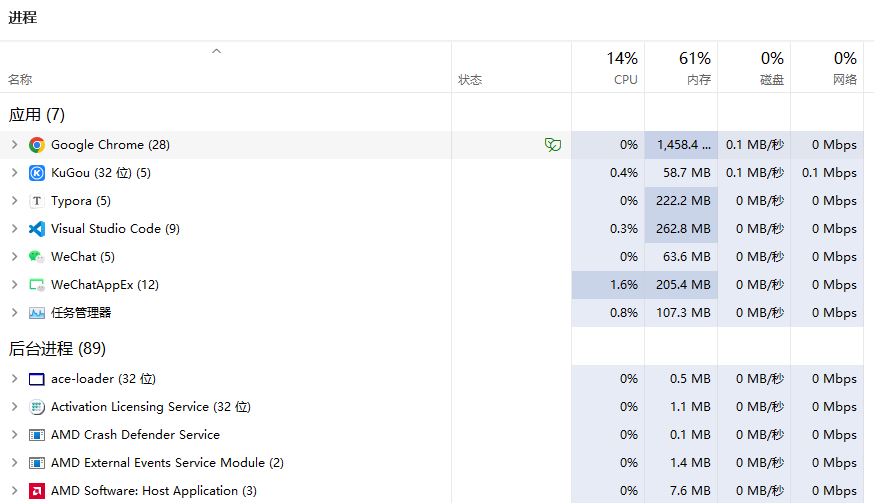 进程
14% 61% 0% 0%
名称 状态 CPU 内存 磁盘 网络
应用 (7)
Google Chrome (28) 0% 1,458.4 ... 0.1 MB/秒 0 Mbps
KuGou (32 位) (5) 0.4% 58.7 MB 0.1 MB/秒 0.1 Mbps
Typora (5) 0% 222.2 MB 0 MB/秒 0 Mbps
Visual Studio Code (9) 0.3% 262.8 MB 0 MB/秒 0 Mbps
WeChat (5) 0% 63.6 MB 0 MB/秒 0 Mbps
WeChatAppEx (12) 1.6% 205.4 MB 0 MB/秒 0 Mbps
任务管理器 0.8% 107.3 MB 0 MB/秒 0 Mbps
后台进程 (89)
ace-loader (32 位) 0% 0.5 MB 0 MB/秒 0 Mbps
Activation Licensing Service (32 位) 0% 1.1 MB 0 MB/秒 0 Mbps
AMD Crash Defender Service 0% 0.1 MB 0 MB/秒 0 Mbps
AMD External Events Service Module (2) 0% 1.4 MB 0 MB/秒 0 Mbps
AMD Software: Host Application (3) 0% 7.6 MB 0 MB/秒 0 Mbps